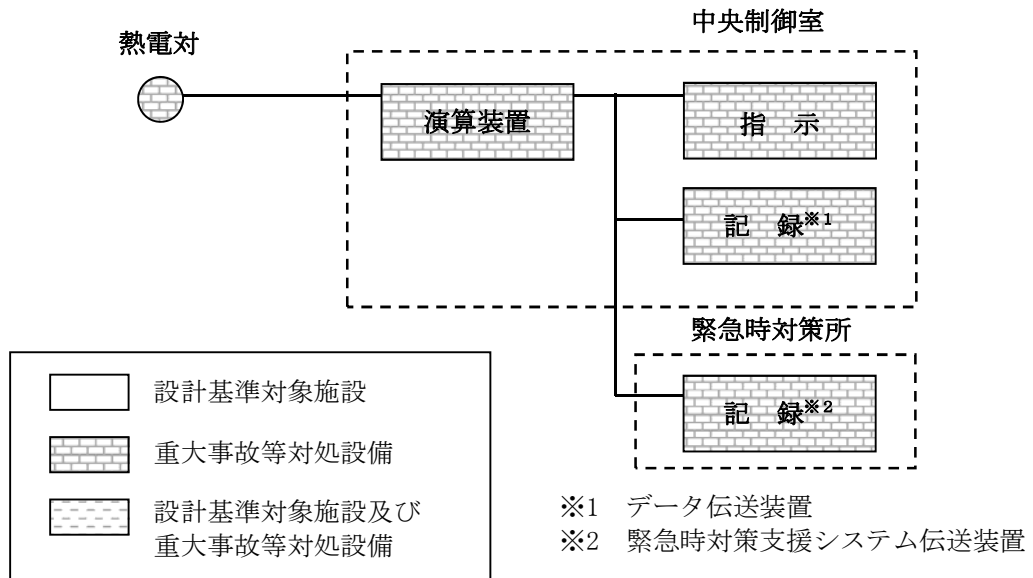 中央制御室
熱電対
演算装置
指 示
記 録※1
緊急時対策所
記 録※2
設計基準対象施設
重大事故等対処設備
設計基準対象施設及び
重大事故等対処設備
※1 データ伝送装置
※2 緊急時対策支援システム伝送装置